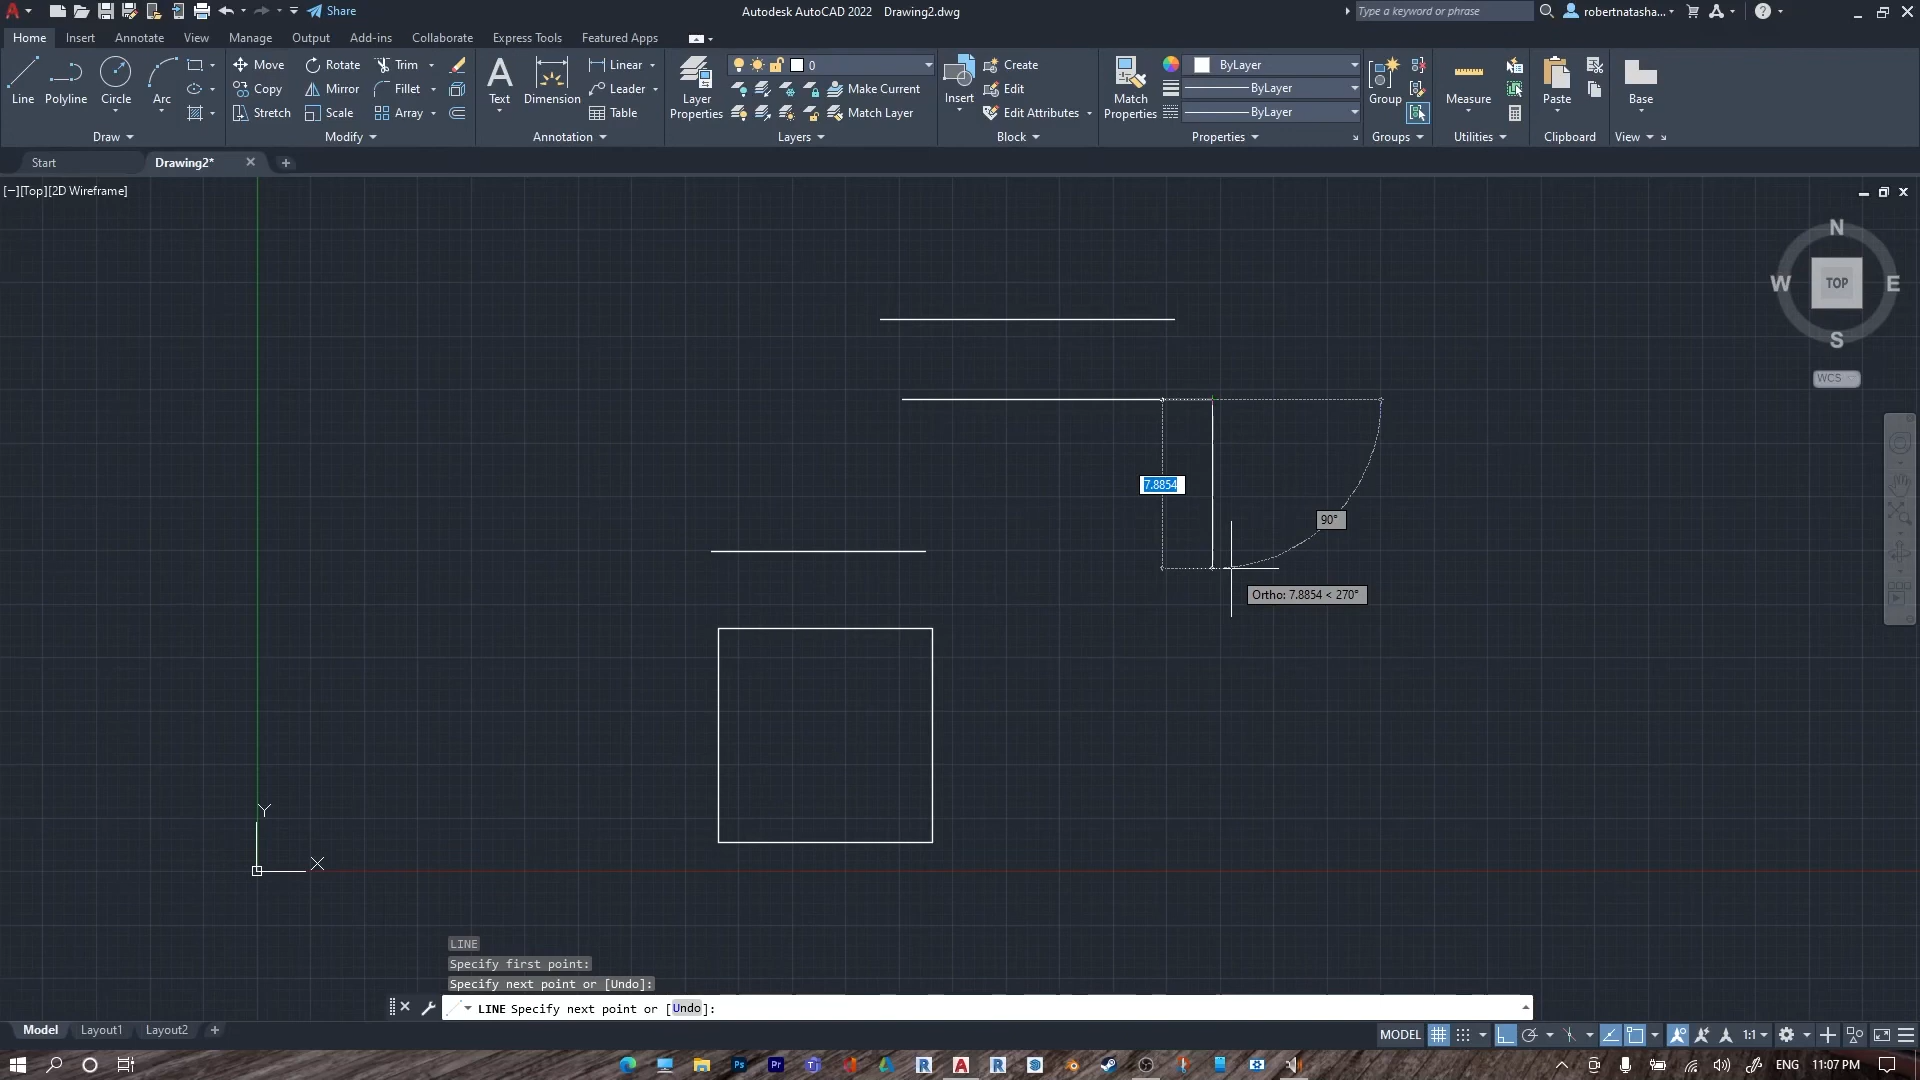 Share
Autodesk AutoCAD 2022 Drawing2.dwg
Type a keyword or phrase
robertnatasha...
Home Insert Annotate View Manage Output Add-ins Collaborate Express Tools Featured Apps
Line Polyline Circle Arc
Draw
Move Rotate Trim
Copy Mirror Fillet
Stretch Scale Array
Modify
Text Dimension
Linear
Leader
Table
Annotation
Layer Properties
0
Make Current
Match Layer
Layers
Insert
Create
Edit
Edit Attributes
Block
Match Properties
ByLayer
ByLayer
ByLayer
Properties
Group
Groups
Measure
Utilities
Paste
Clipboard
Base
View
Start Drawing2*
[−][Top][2D Wireframe]
N
W TOP E
S
WCS
7.8854
90°
Ortho: 7.8854 < 270°
Y
X
LINE
Specify first point:
Specify next point or [Undo]:
LINE Specify next point or [Undo]:
Model Layout1 Layout2
MODEL
1:1
Ps Pr
R A R
ENG 11:07 PM